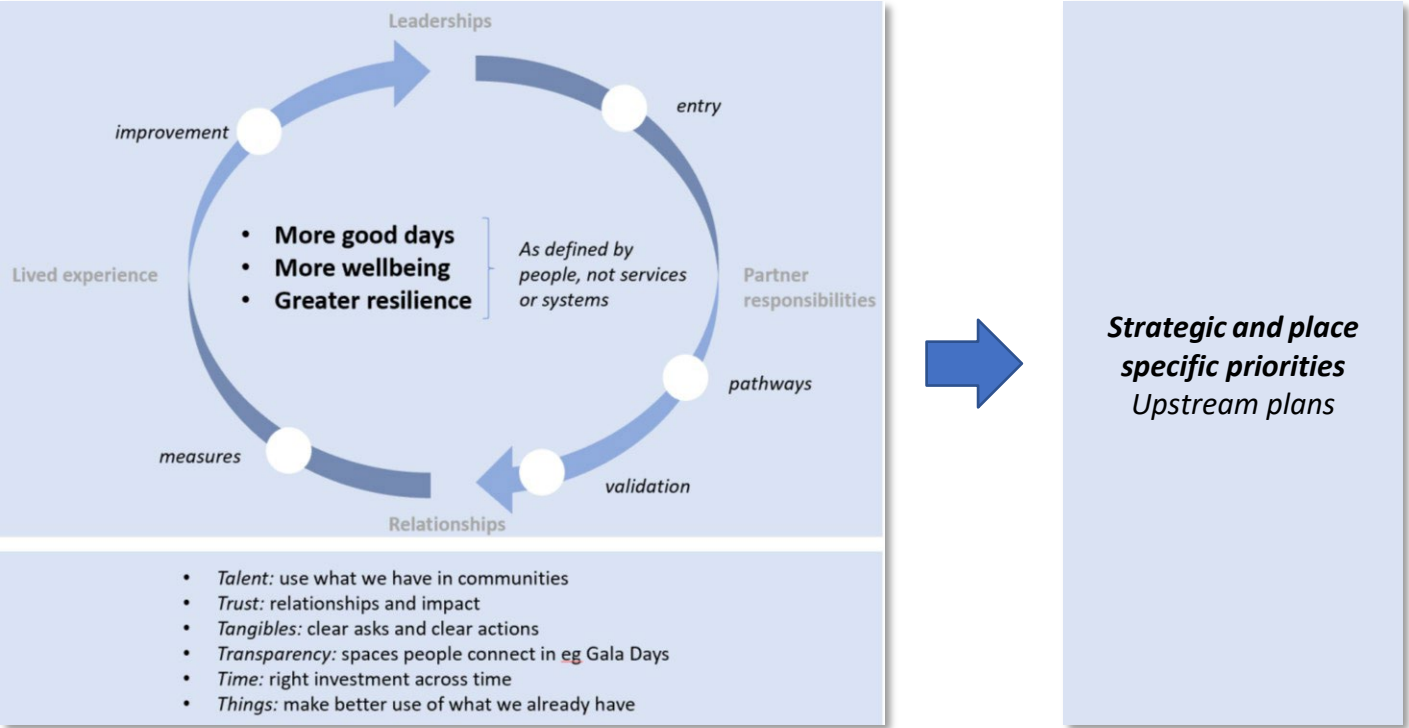 Leaderships
entry
improvement
• More good days
• More wellbeing
• Greater resilience
As defined by
people, not services
or systems
Lived experience
Partner
responsibilities
pathways
measures
validation
Relationships
• Talent: use what we have in communities
• Trust: relationships and impact
• Tangibles: clear asks and clear actions
• Transparency: spaces people connect in eg Gala Days
• Time: right investment across time
• Things: make better use of what we already have
Strategic and place
specific priorities
Upstream plans